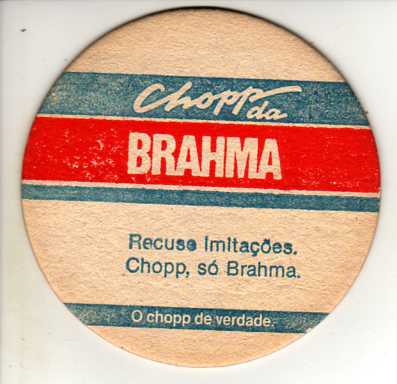 Chopp da
BRAHMA
Recuse Imitações.
Chopp, só Brahma.
O chopp de verdade.